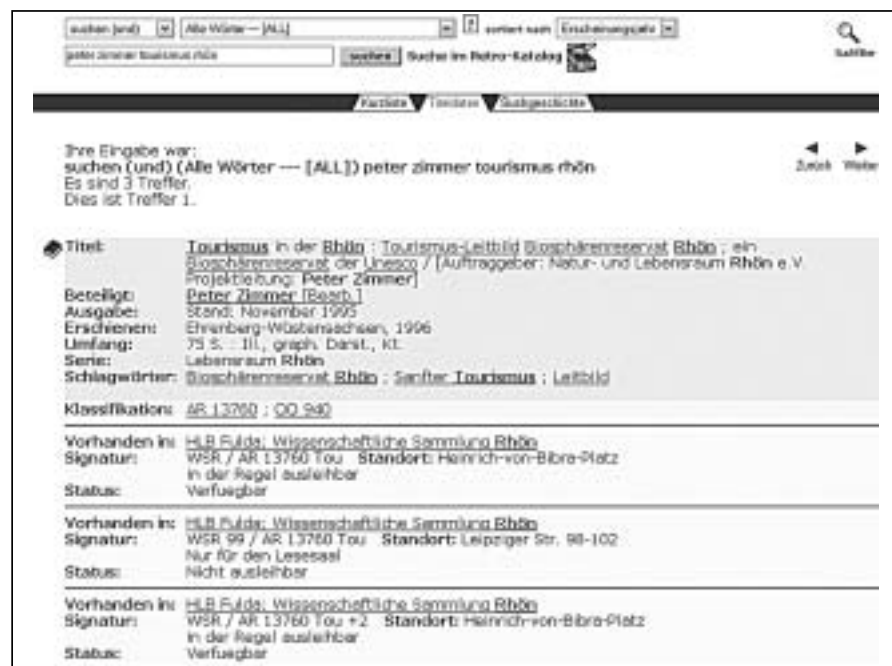 suchen [und] Alle Wörter --- [ALL] ? sortiert nach Erscheinungsjahr
peter zimmer tourismus rhön suchen Suche im Retro-Katalog
Suchfilter
Kurzliste Titeldaten Suchgeschichte
Ihre Eingabe war:
suchen (und) (Alle Wörter --- [ALL]) peter zimmer tourismus rhön
Es sind 3 Treffer.
Dies ist Treffer 1.
Zurück Weiter
Titel: Tourismus in der Rhön : Tourismus-Leitbild Biosphärenreservat Rhön ; ein
Biosphärenreservat der Unesco / [Auftraggeber: Natur- und Lebensraum Rhön e.V.
Projektleitung: Peter Zimmer]
Beteiligt: Peter Zimmer [Bearb.]
Ausgabe: Stand: November 1995
Erschienen: Ehrenberg-Wüstensachsen, 1996
Umfang: 75 S. : Ill., graph. Darst., Kt.
Serie: Lebensraum Rhön
Schlagwörter: Biosphärenreservat Rhön ; Sanfter Tourismus ; Leitbild
Klassifikation: AR 13760 ; QO 940
Vorhanden in: HLB Fulda: Wissenschaftliche Sammlung Rhön
Signatur: WSR / AR 13760 Tou Standort: Heinrich-von-Bibra-Platz
in der Regel ausleihbar
Status: Verfuegbar
Vorhanden in: HLB Fulda: Wissenschaftliche Sammlung Rhön
Signatur: WSR 99 / AR 13760 Tou Standort: Leipziger Str. 98-102
Nur für den Lesesaal
Status: Nicht ausleihbar
Vorhanden in: HLB Fulda: Wissenschaftliche Sammlung Rhön
Signatur: WSR / AR 13760 Tou +2 Standort: Heinrich-von-Bibra-Platz
in der Regel ausleihbar
Status: Verfuegbar